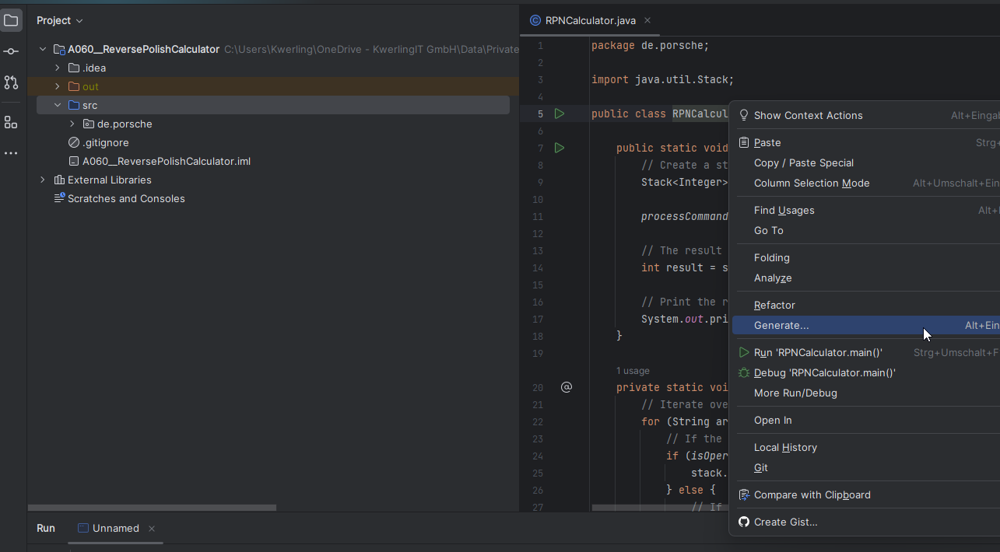 Project
A060__ReversePolishCalculator C:\Users\Kwerling\OneDrive - KwerlingIT GmbH\Data\Private
.idea
out
src
de.porsche
.gitignore
A060__ReversePolishCalculator.iml
External Libraries
Scratches and Consoles
RPNCalculator.java
1 package de.porsche;
2
3 import java.util.Stack;
4
5 public class RPNCalcul
6
7 public static void
8 // Create a st
9 Stack<Integer>
10
11 processCommand
12
13 // The result
14 int result = s
15
16 // Print the r
17 System.out.pri
18 }
19
1 usage
20 @ private static voi
21 // Iterate ove
22 for (String ar
23 // If the
24 if (isOper
25 stack.
26 } else {
27 // If
Show Context Actions Alt+Eingab
Paste Strg+
Copy / Paste Special
Column Selection Mode Alt+Umschalt+Ein
Find Usages Alt+
Go To
Folding
Analyze
Refactor
Generate... Alt+Ein
Run 'RPNCalculator.main()' Strg+Umschalt+F
Debug 'RPNCalculator.main()'
More Run/Debug
Open In
Local History
Git
Compare with Clipboard
Create Gist...
Run Unnamed